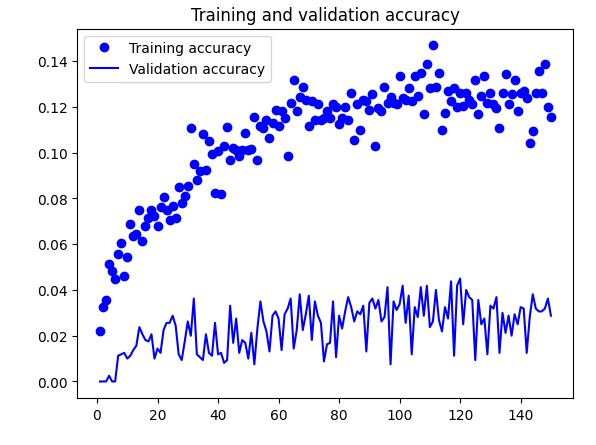 Training and validation accuracy
Training accuracy
Validation accuracy
0.14
0.12
0.10
0.08
0.06
0.04
0.02
0.00
0 20 40 60 80 100 120 140